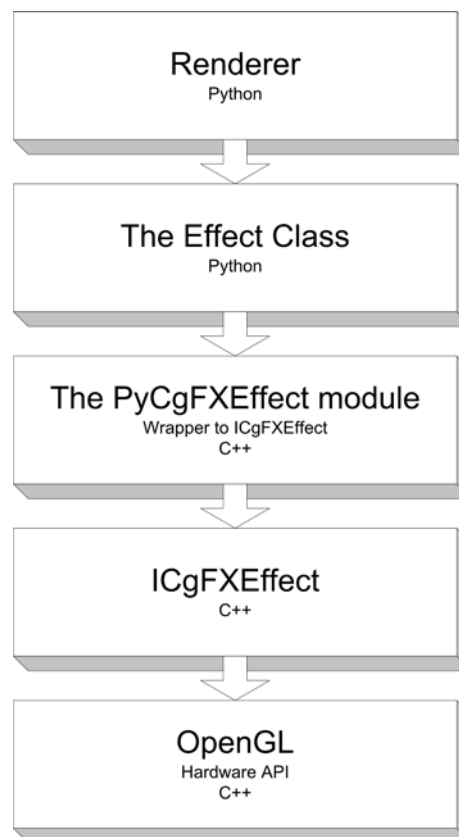 Renderer
Python
The Effect Class
Python
The PyCgFXEffect module
Wrapper to ICgFXEffect
C++
ICgFXEffect
C++
OpenGL
Hardware API
C++